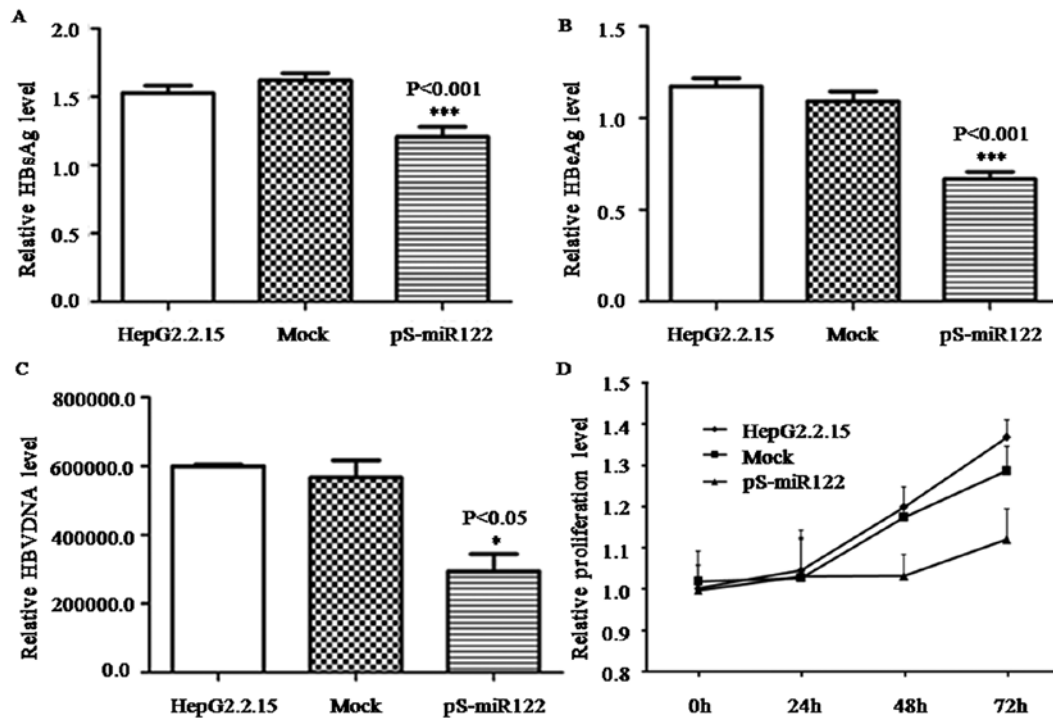 A
Relative HBsAg level
2.0
1.5
1.0
0.5
0.0
P<0.001
***
HepG2.2.15 Mock pS-miR122
B
Relative HBeAg level
1.5
1.0
0.5
0.0
P<0.001
***
HepG2.2.15 Mock pS-miR122
C
Relative HBVDNA level
800000.0
600000.0
400000.0
200000.0
0.0
P<0.05
*
HepG2.2.15 Mock pS-miR122
D
Relative proliferation level
1.5
1.4
1.3
1.2
1.1
1.0
0.9
0.8
HepG2.2.15
Mock
pS-miR122
0h 24h 48h 72h